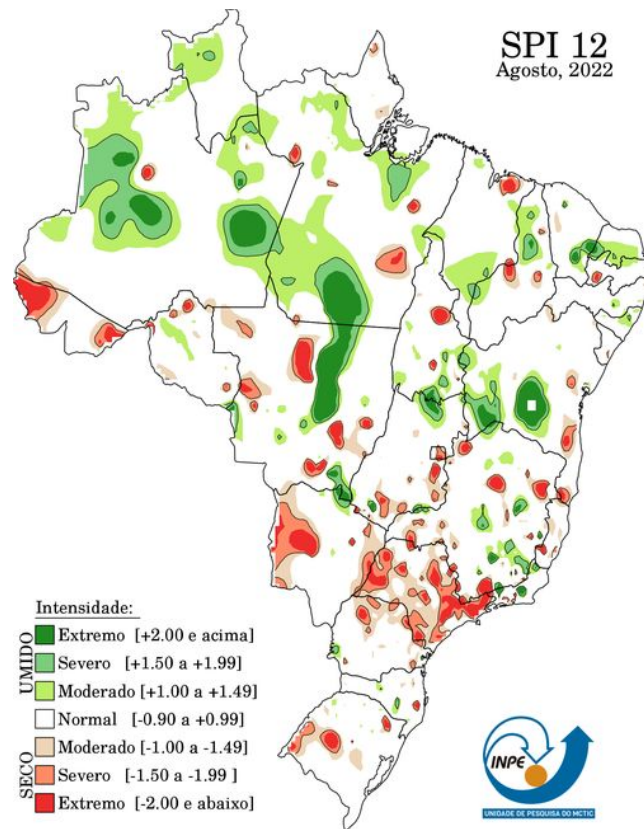 SPI 12
Agosto, 2022
Intensidade:
UMIDO
Extremo [+2.00 e acima]
Severo [+1.50 a +1.99]
Moderado [+1.00 a +1.49]
Normal [-0.90 a +0.99]
SECO
Moderado [-1.00 a -1.49]
Severo [-1.50 a -1.99 ]
Extremo [-2.00 e abaixo]
INPE
UNIDADE DE PESQUISA DO MCTIC